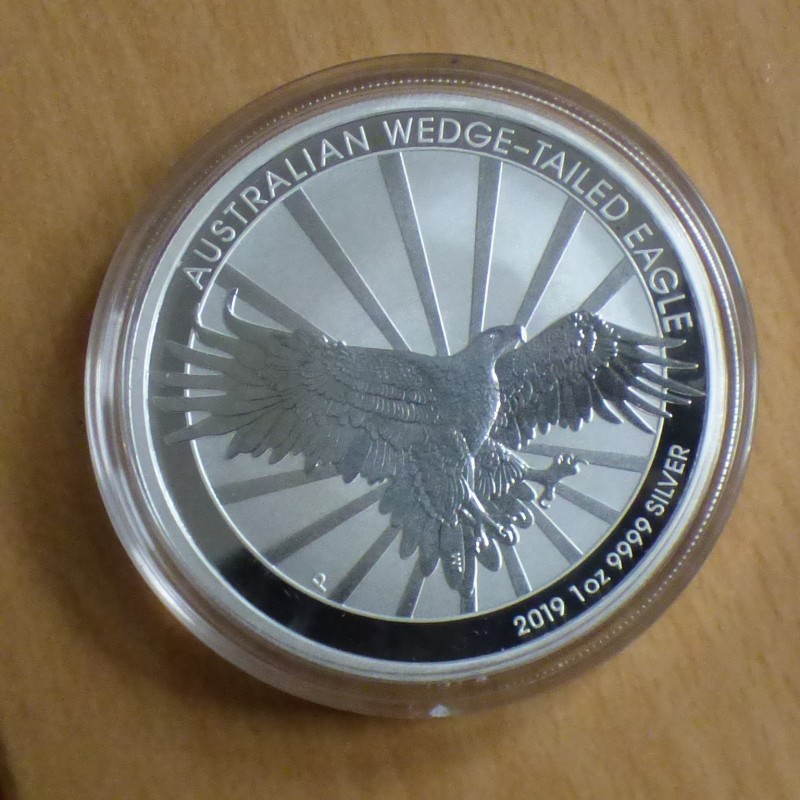 AUSTRALIAN WEDGE-TAILED EAGLE
P
2019 1oz 9999 SILVER